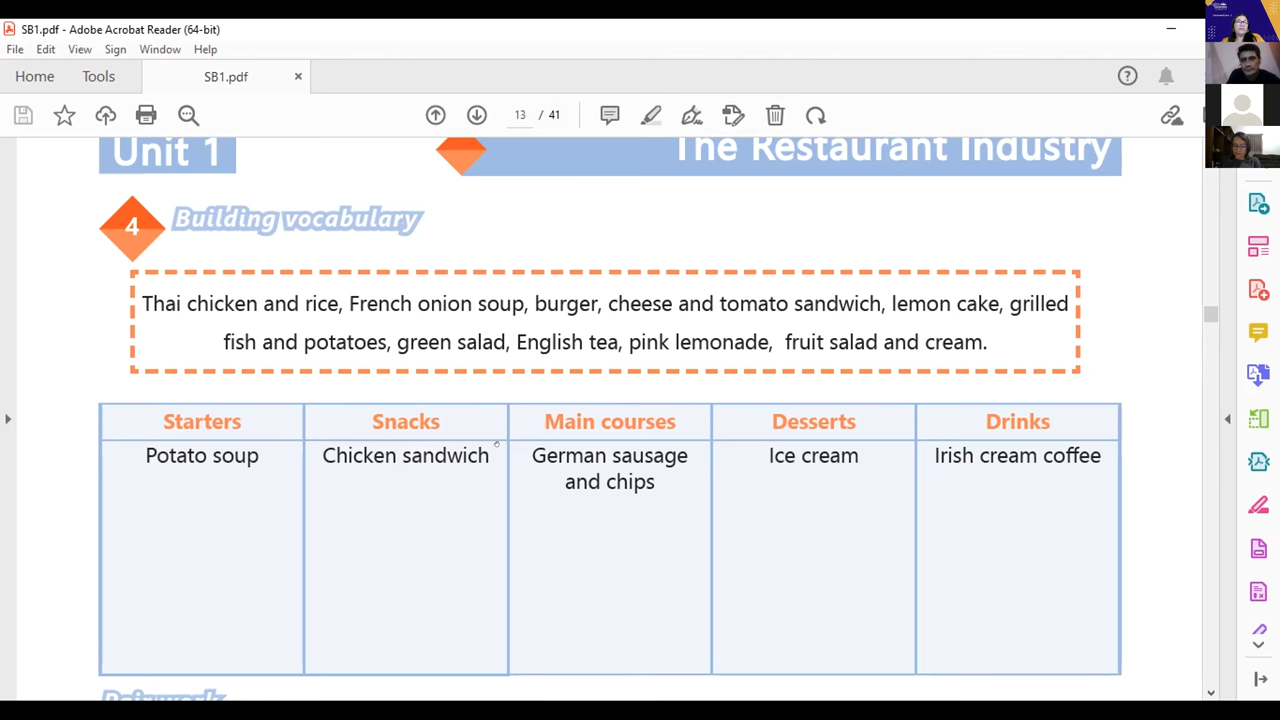 SB1.pdf - Adobe Acrobat Reader (64-bit)
File Edit View Sign Window Help
Home Tools SB1.pdf
13 / 41
Unit 1
The Restaurant Industry
4 Building vocabulary
Thai chicken and rice, French onion soup, burger, cheese and tomato sandwich, lemon cake, grilled
fish and potatoes, green salad, English tea, pink lemonade, fruit salad and cream.
Starters Snacks Main courses Desserts Drinks
Potato soup Chicken sandwich German sausage Ice cream Irish cream coffee
and chips
Pairwork